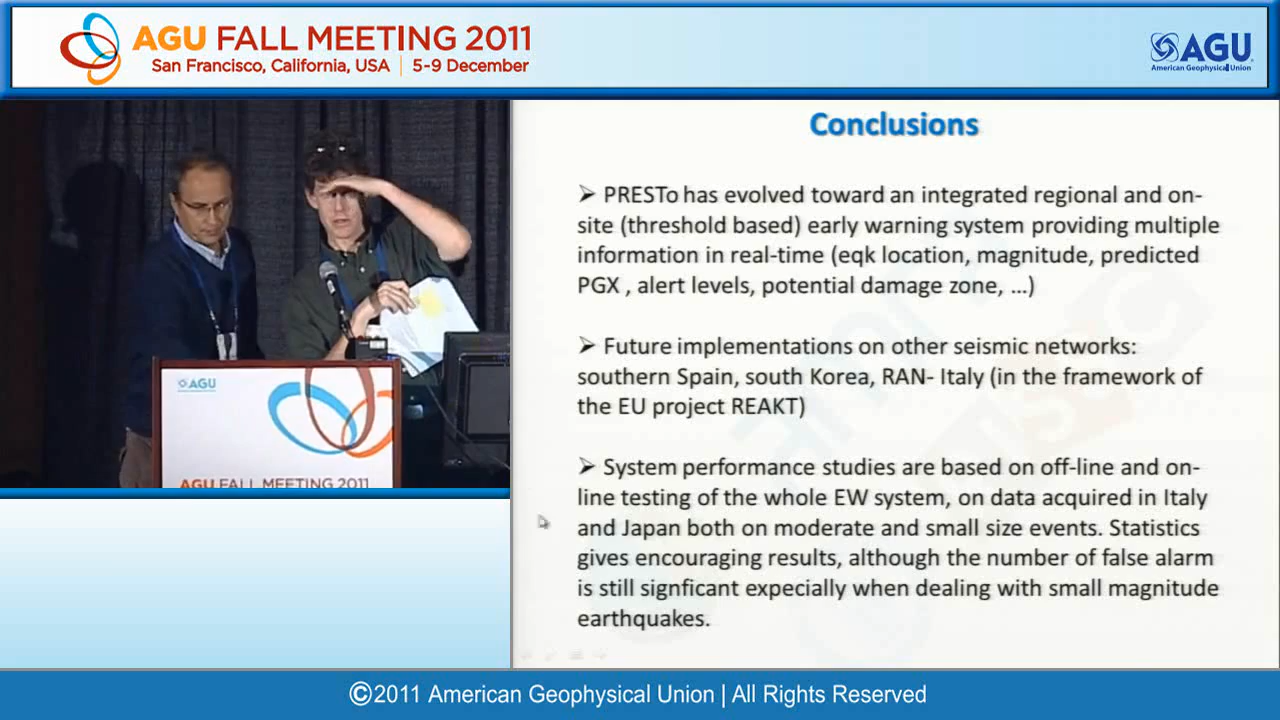 AGU FALL MEETING 2011
San Francisco, California, USA | 5-9 December
AGU
American Geophysical Union
Conclusions
➢ PRESTo has evolved toward an integrated regional and on-
site (threshold based) early warning system providing multiple
information in real-time (eqk location, magnitude, predicted
PGX , alert levels, potential damage zone, ...)
➢ Future implementations on other seismic networks:
southern Spain, south Korea, RAN- Italy (in the framework of
the EU project REAKT)
➢ System performance studies are based on off-line and on-
line testing of the whole EW system, on data acquired in Italy
and Japan both on moderate and small size events. Statistics
gives encouraging results, although the number of false alarm
is still signficant expecially when dealing with small magnitude
earthquakes.
AGU
AGU FALL MEETING 2011
©2011 American Geophysical Union | All Rights Reserved